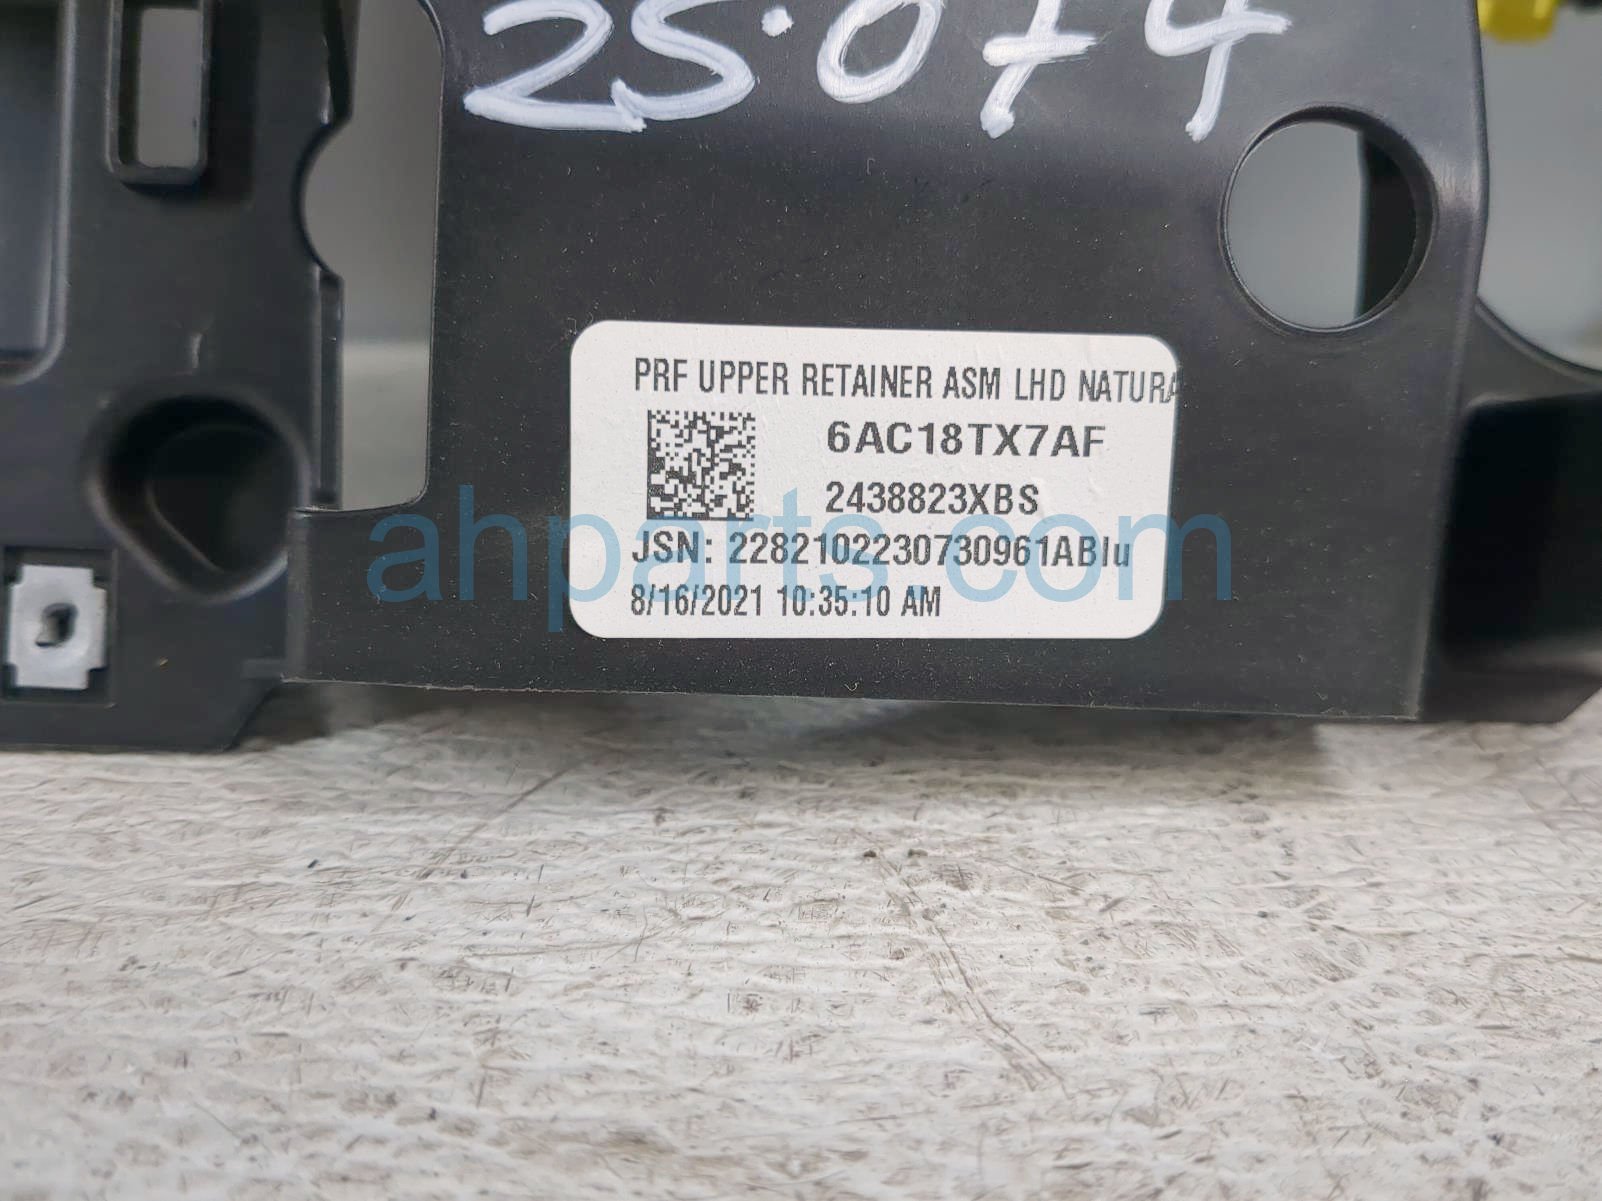 25.074
PRF UPPER RETAINER ASM LHD NATURA
6AC18TX7AF
2438823XBS
JSN: 2282102230730961ABlu
8/16/2021 10:35:10 AM
ahparts.com